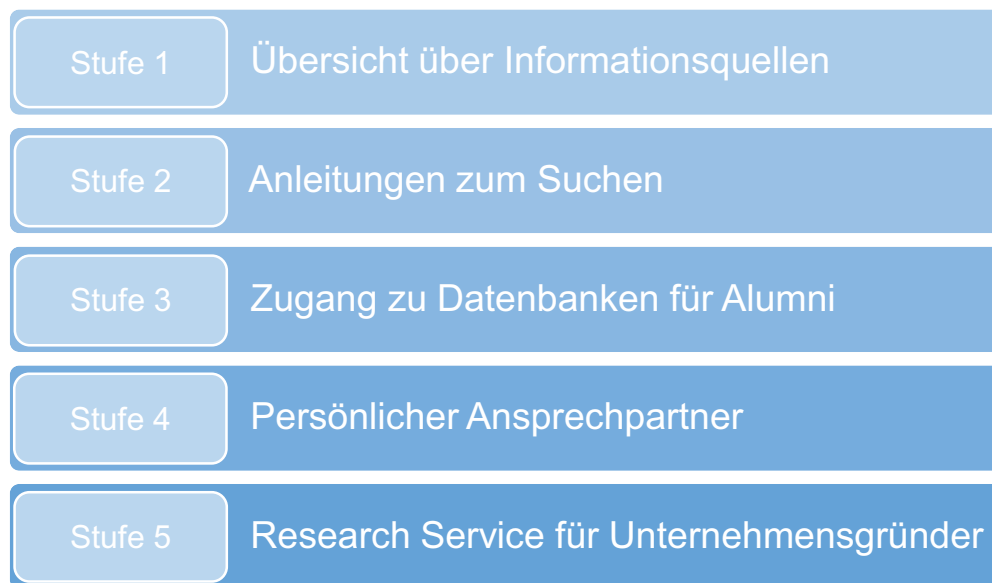 Stufe 1 Übersicht über Informationsquellen
Stufe 2 Anleitungen zum Suchen
Stufe 3 Zugang zu Datenbanken für Alumni
Stufe 4 Persönlicher Ansprechpartner
Stufe 5 Research Service für Unternehmensgründer